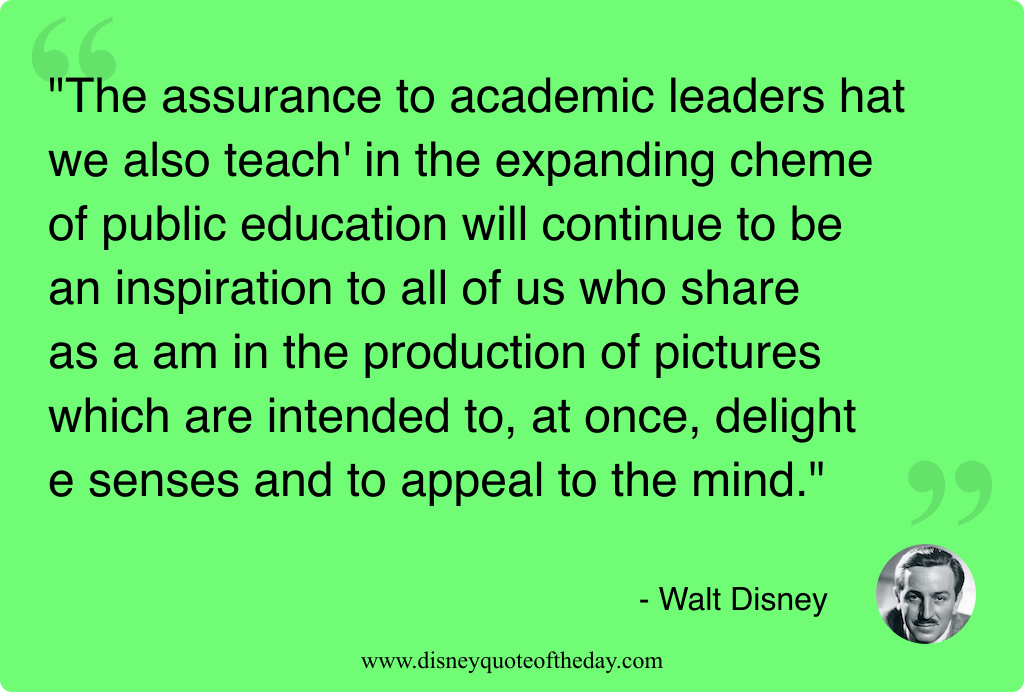 "The assurance to academic leaders hat
we also teach' in the expanding cheme
of public education will continue to be
an inspiration to all of us who share
as a am in the production of pictures
which are intended to, at once, delight
e senses and to appeal to the mind."
- Walt Disney
www.disneyquoteoftheday.com